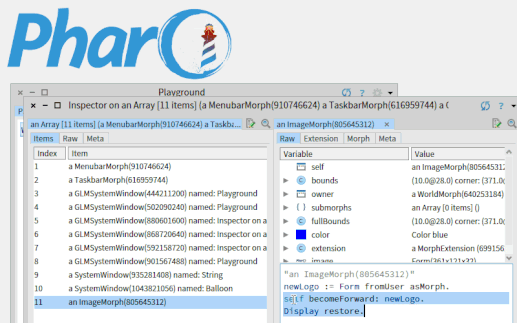 Pharo
Playground
Inspector on an Array [11 items] (a MenubarMorph(910746624) a TaskbarMorph(616959744) a G
an Array [11 items] (a MenubarMorph(910746624) a Taskb...
an ImageMorph(805645312)
Items Raw Meta
Raw Extension Morph Meta
Index Item
Variable Value
1 a MenubarMorph(910746624)
2 a TaskbarMorph(616959744)
3 a GLMSystemWindow(444211200) named: Playground
4 a GLMSystemWindow(502090240) named: Playground
5 a GLMSystemWindow(880601600) named: Inspector on a
6 a GLMSystemWindow(868720640) named: Inspector on a
7 a GLMSystemWindow(592158720) named: Inspector on a
8 a GLMSystemWindow(901567488) named: Playground
9 a SystemWindow(935281408) named: String
10 a SystemWindow(1043821056) named: Balloon
11 an ImageMorph(805645312)
self an ImageMorph(805645312
bounds (10.0@28.0) corner: (371.0
owner a WorldMorph(640253184)
submorphs an Array [0 items] ()
fullBounds (10.0@28.0) corner: (371.0
color Color blue
extension a MorphExtension (699156
image Form(361x121x32)
"an ImageMorph(805645312)"
newLogo := Form fromUser asMorph.
self becomeForward: newLogo.
Display restore.